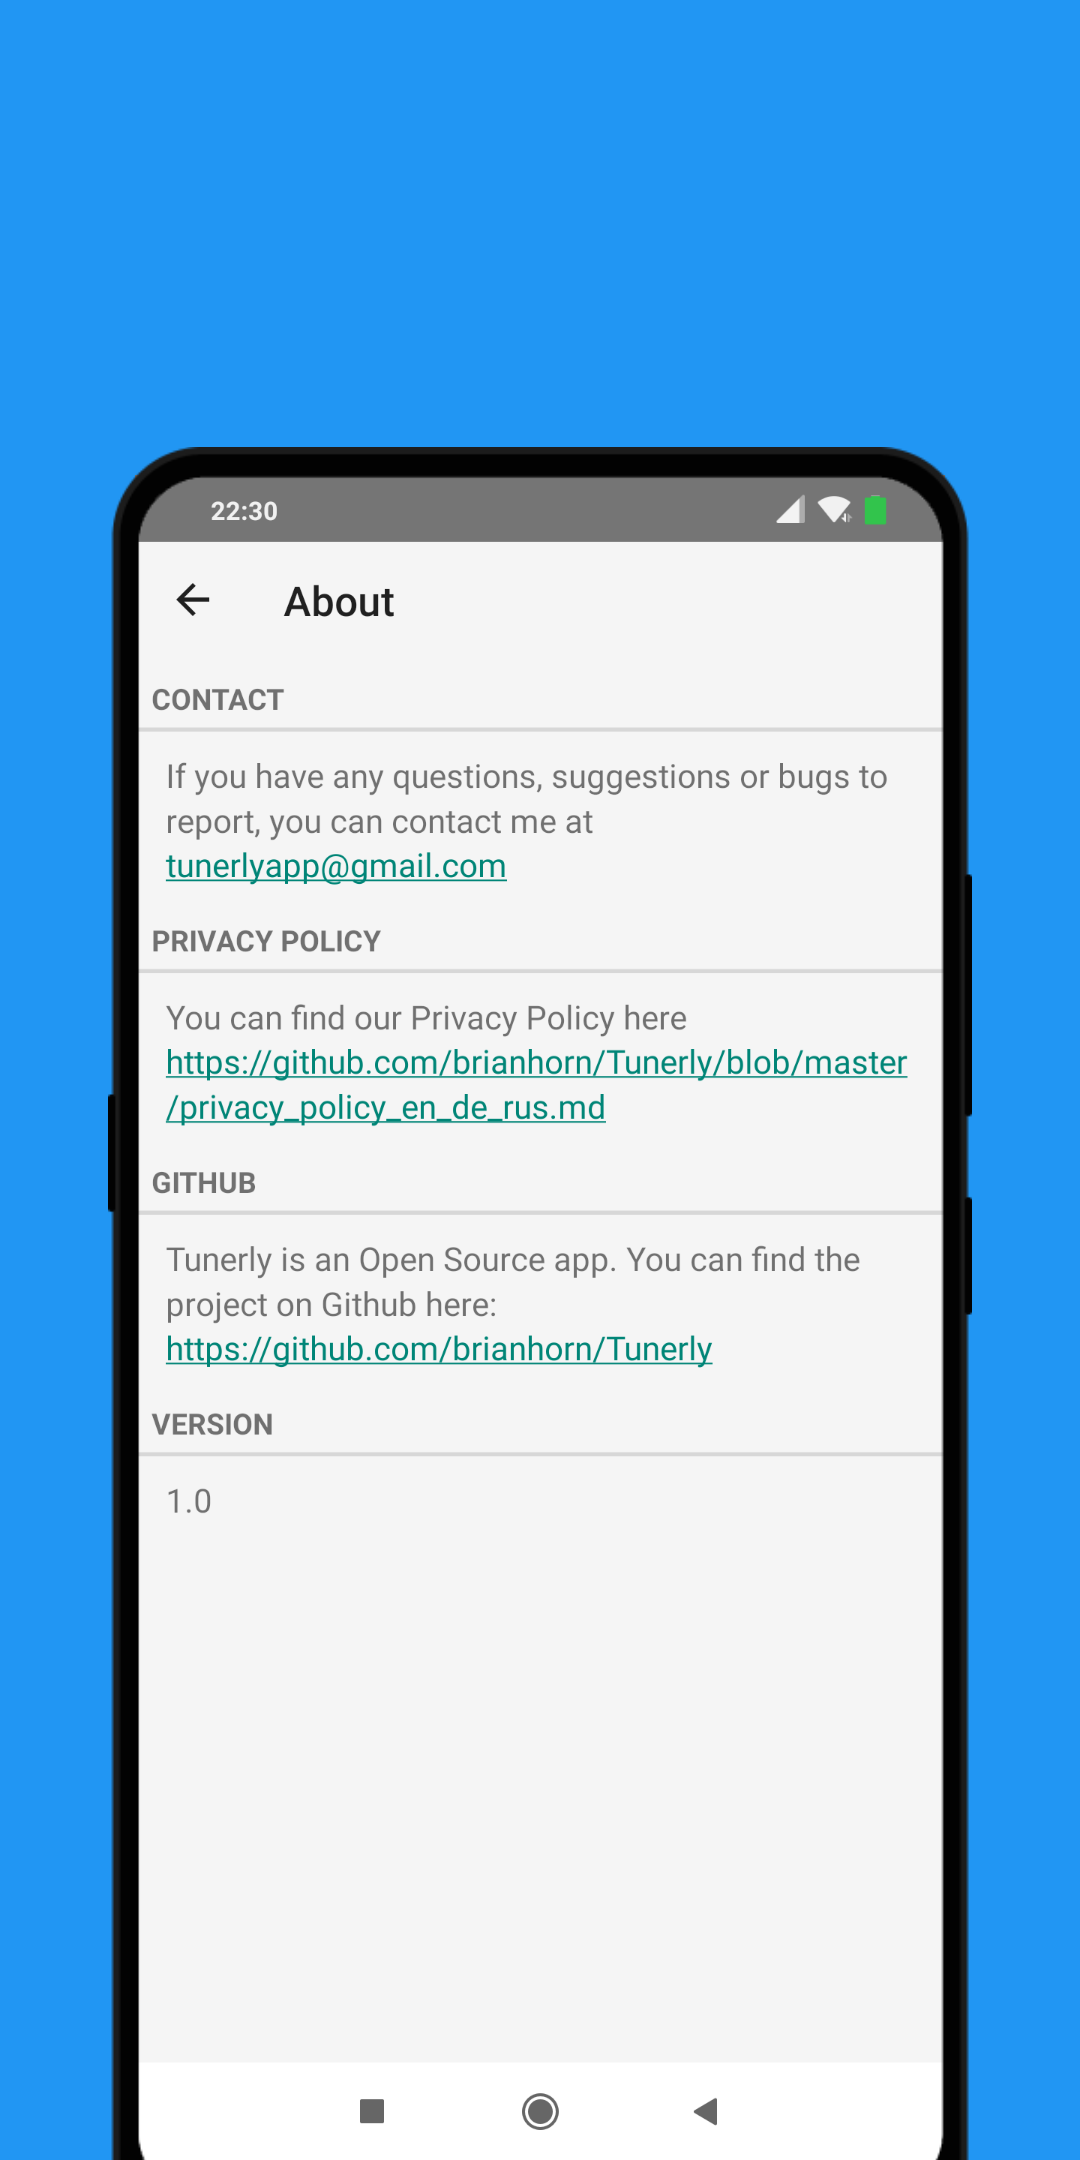 22:30
About
CONTACT
If you have any questions, suggestions or bugs to
report, you can contact me at
tunerlyapp@gmail.com
PRIVACY POLICY
You can find our Privacy Policy here
https://github.com/brianhorn/Tunerly/blob/master
/privacy_policy_en_de_rus.md
GITHUB
Tunerly is an Open Source app. You can find the
project on Github here:
https://github.com/brianhorn/Tunerly
VERSION
1.0